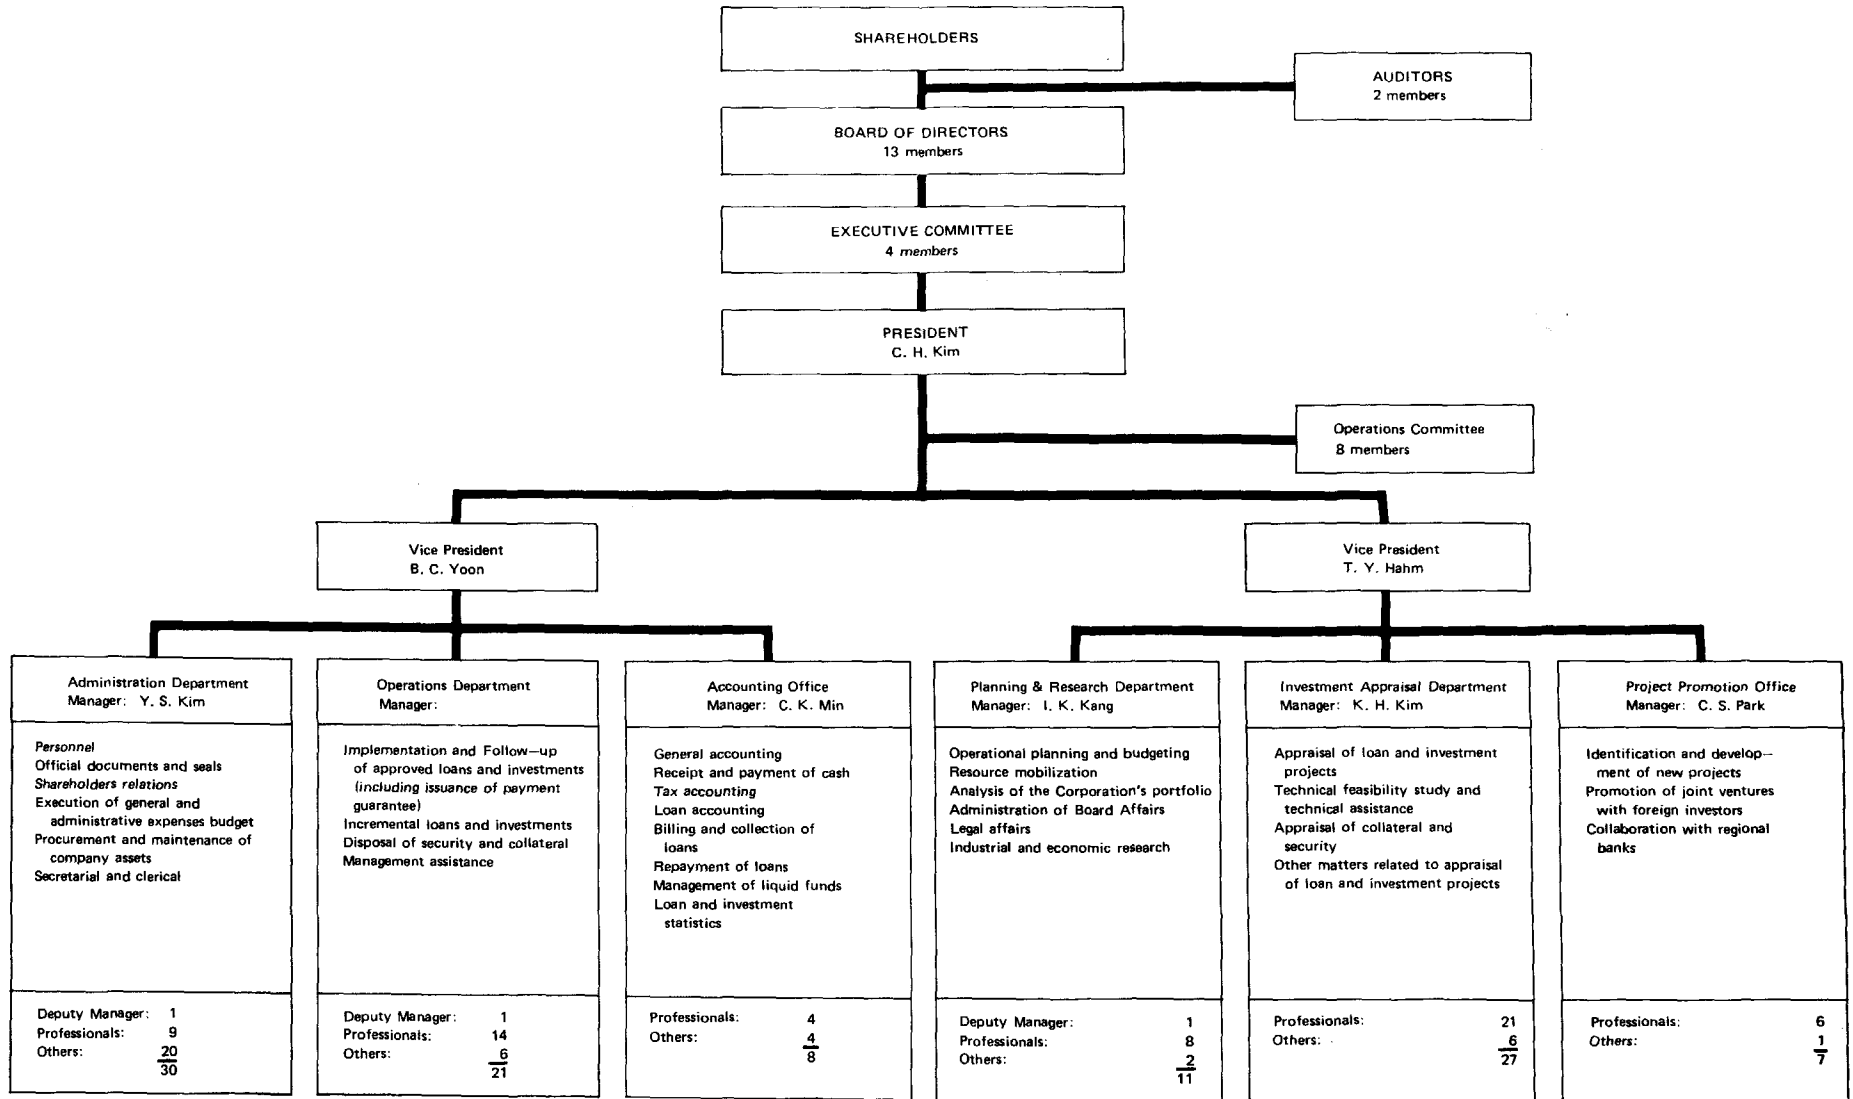 SHAREHOLDERS
AUDITORS
2 members
BOARD OF DIRECTORS
13 members
EXECUTIVE COMMITTEE
4 members
PRESIDENT
C. H. Kim
Operations Committee
8 members
Vice President
B. C. Yoon
Vice President
T. Y. Hahm
Administration Department
Manager: Y. S. Kim
Personnel
Official documents and seals
Shareholders relations
Execution of general and
administrative expenses budget
Procurement and maintenance of
company assets
Secretarial and clerical
Deputy Manager: 1
Professionals: 9
Others: 20
30
Operations Department
Manager:
Implementation and Follow—up
of approved loans and investments
(including issuance of payment
guarantee)
Incremental loans and investments
Disposal of security and collateral
Management assistance
Deputy Manager: 1
Professionals: 14
Others: 6
21
Accounting Office
Manager: C. K. Min
General accounting
Receipt and payment of cash
Tax accounting
Loan accounting
Billing and collection of
loans
Repayment of loans
Management of liquid funds
Loan and investment
statistics
Professionals: 4
Others: 4
8
Planning & Research Department
Manager: I. K. Kang
Operational planning and budgeting
Resource mobilization
Analysis of the Corporation's portfolio
Administration of Board Affairs
Legal affairs
Industrial and economic research
Deputy Manager: 1
Professionals: 8
Others: 2
11
Investment Appraisal Department
Manager: K. H. Kim
Appraisal of loan and investment
projects
Technical feasibility study and
technical assistance
Appraisal of collateral and
security
Other matters related to appraisal
of loan and investment projects
Professionals: 21
Others: 6
27
Project Promotion Office
Manager: C. S. Park
Identification and develop—
ment of new projects
Promotion of joint ventures
with foreign investors
Collaboration with regional
banks
Professionals: 6
Others: 1
7